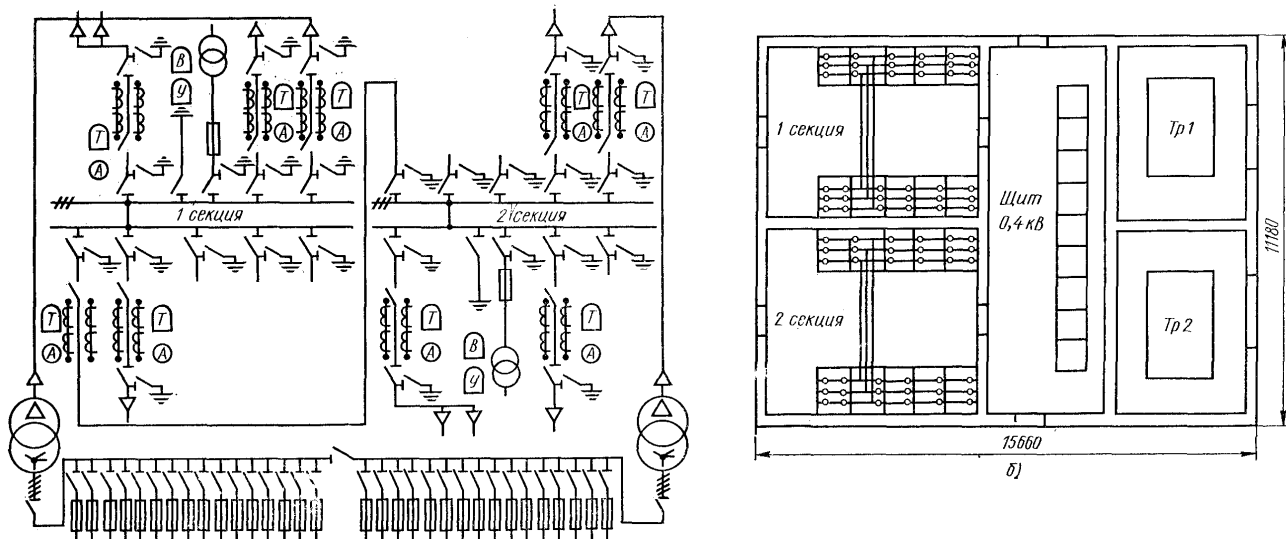 В
У
Т
А
Т
А
Т
А
Т
А
Т
А
1 секция
2 секция
Т
А
Т
А
Т
А
В
У
Т
А
1 секция
2 секция
Щит
0,4 кВ
Тр 1
Тр 2
11180
15660
б)